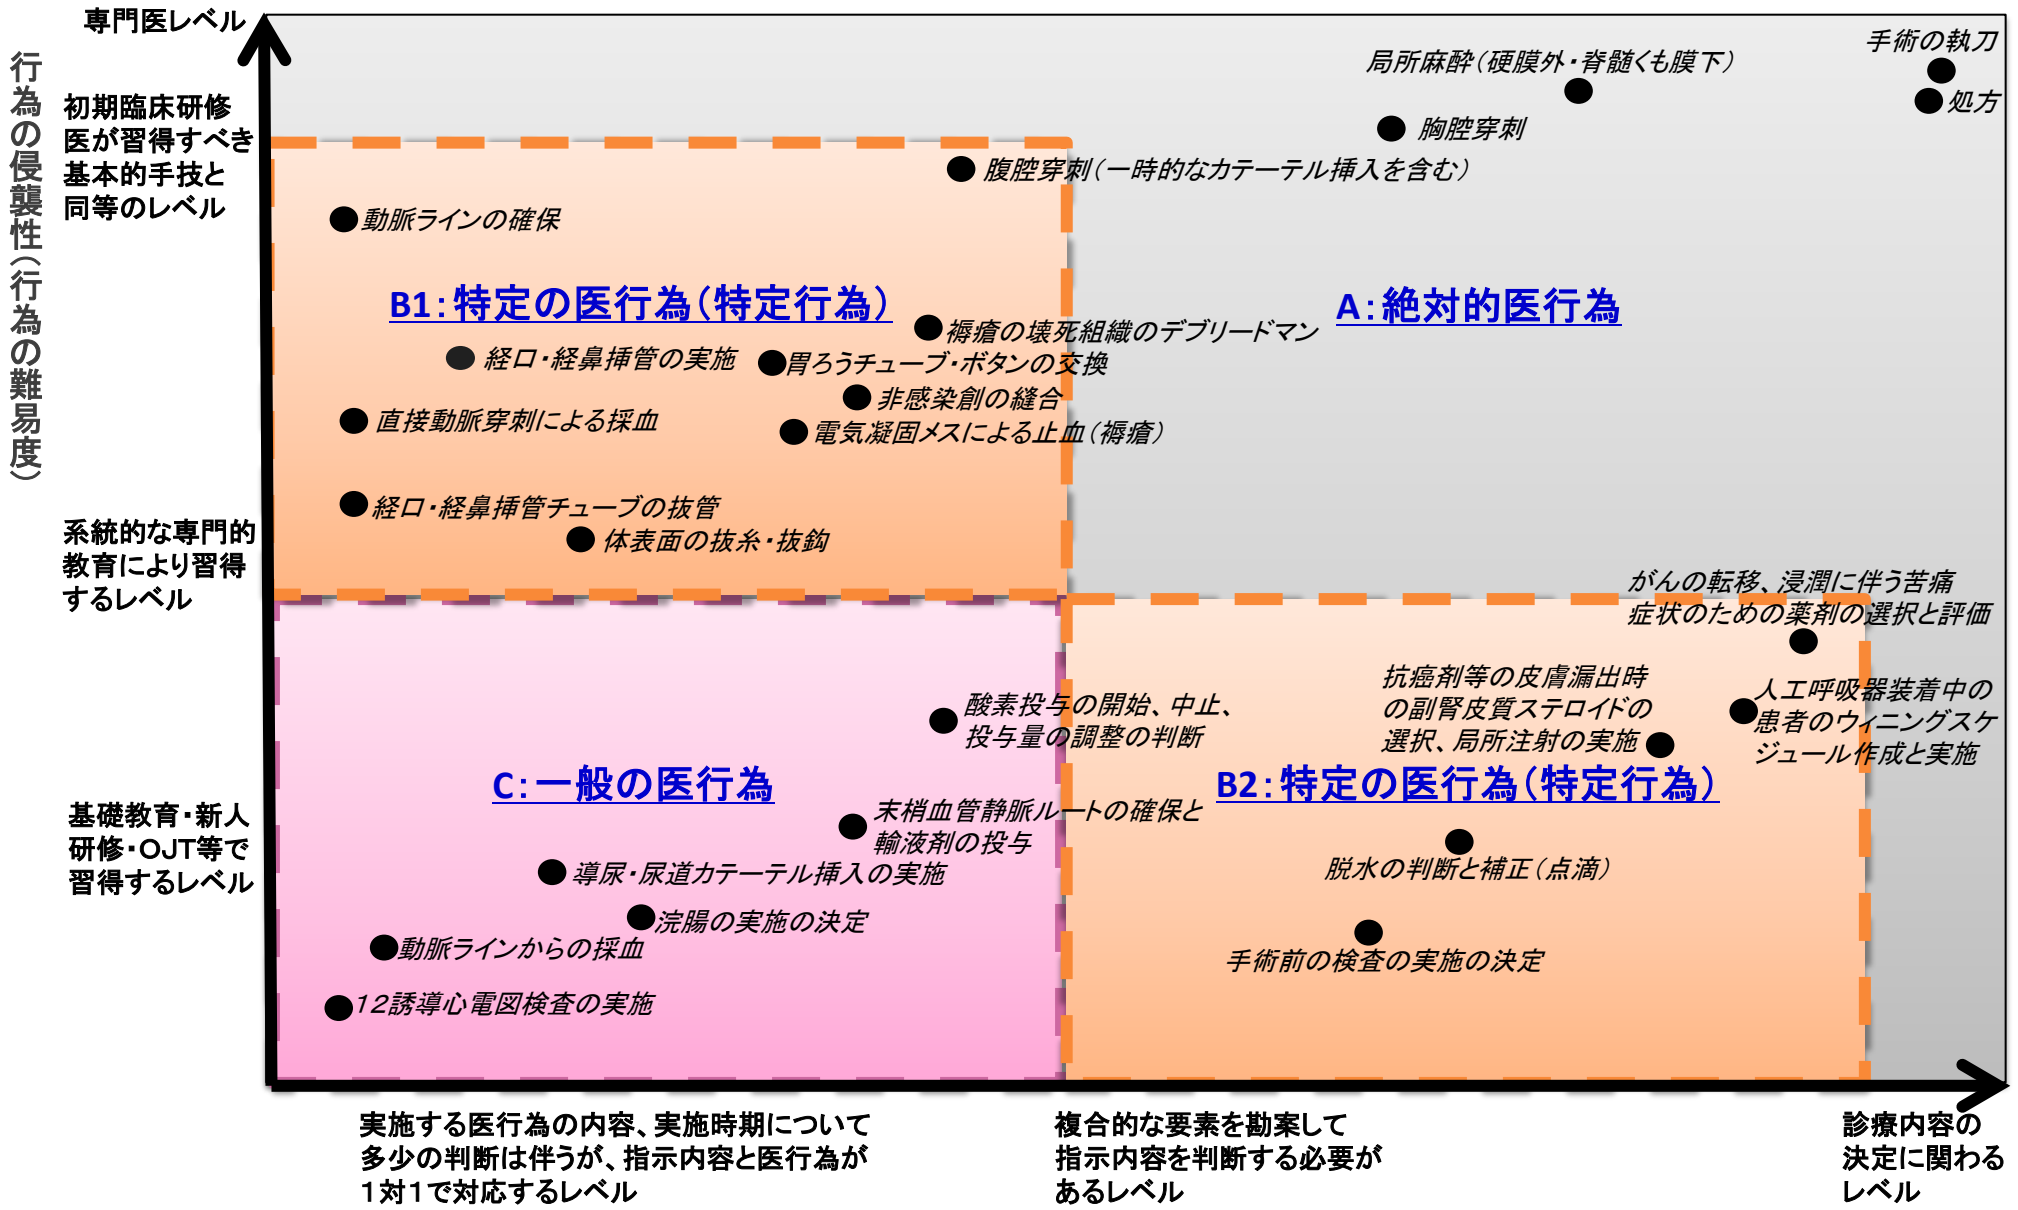 専門医レベル
行為の侵襲性（行為の難易度）
初期臨床研修
医が習得すべき
基本的手技と
同等のレベル
系統的な専門的
教育により習得
するレベル
基礎教育・新人
研修・OJT等で
習得するレベル
手術の執刀
処方
局所麻酔（硬膜外・脊髄くも膜下）
胸腔穿刺
腹腔穿刺（一時的なカテーテル挿入を含む）
動脈ラインの確保
B1：特定の医行為（特定行為）
A：絶対的医行為
褥瘡の壊死組織のデブリードマン
経口・経鼻挿管の実施
胃ろうチューブ・ボタンの交換
非感染創の縫合
直接動脈穿刺による採血
電気凝固メスによる止血（褥瘡）
経口・経鼻挿管チューブの抜管
体表面の抜糸・抜鈎
がんの転移、浸潤に伴う苦痛
症状のための薬剤の選択と評価
抗癌剤等の皮膚漏出時
の副腎皮質ステロイドの
選択、局所注射の実施
人工呼吸器装着中の
患者のウィニングスケ
ジュール作成と実施
酸素投与の開始、中止、
投与量の調整の判断
C：一般の医行為
B2：特定の医行為（特定行為）
末梢血管静脈ルートの確保と
輸液剤の投与
脱水の判断と補正（点滴）
導尿・尿道カテーテル挿入の実施
浣腸の実施の決定
動脈ラインからの採血
手術前の検査の実施の決定
１２誘導心電図検査の実施
実施する医行為の内容、実施時期について
多少の判断は伴うが、指示内容と医行為が
１対１で対応するレベル
複合的な要素を勘案して
指示内容を判断する必要が
あるレベル
診療内容の
決定に関わる
レベル